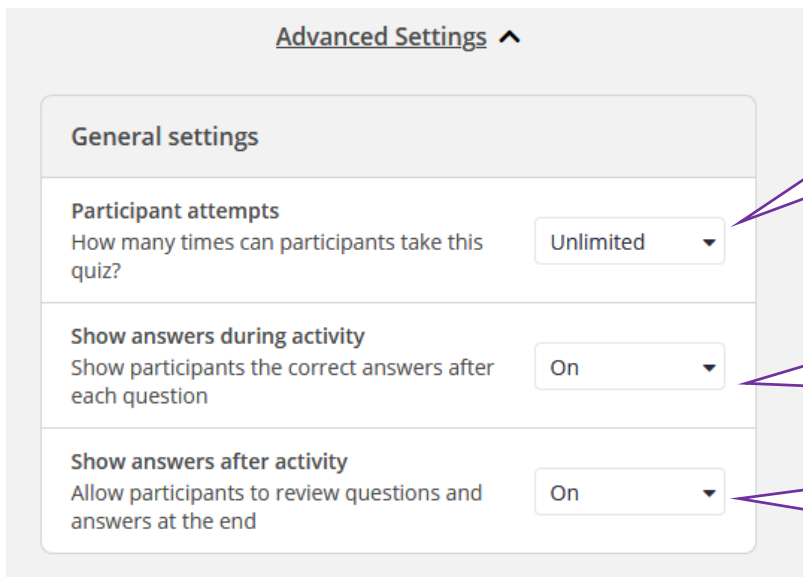 Advanced Settings
General settings
Participant attempts
How many times can participants take this
quiz?
Unlimited
Show answers during activity
Show participants the correct answers after
each question
On
Show answers after activity
Allow participants to review questions and
answers at the end
On